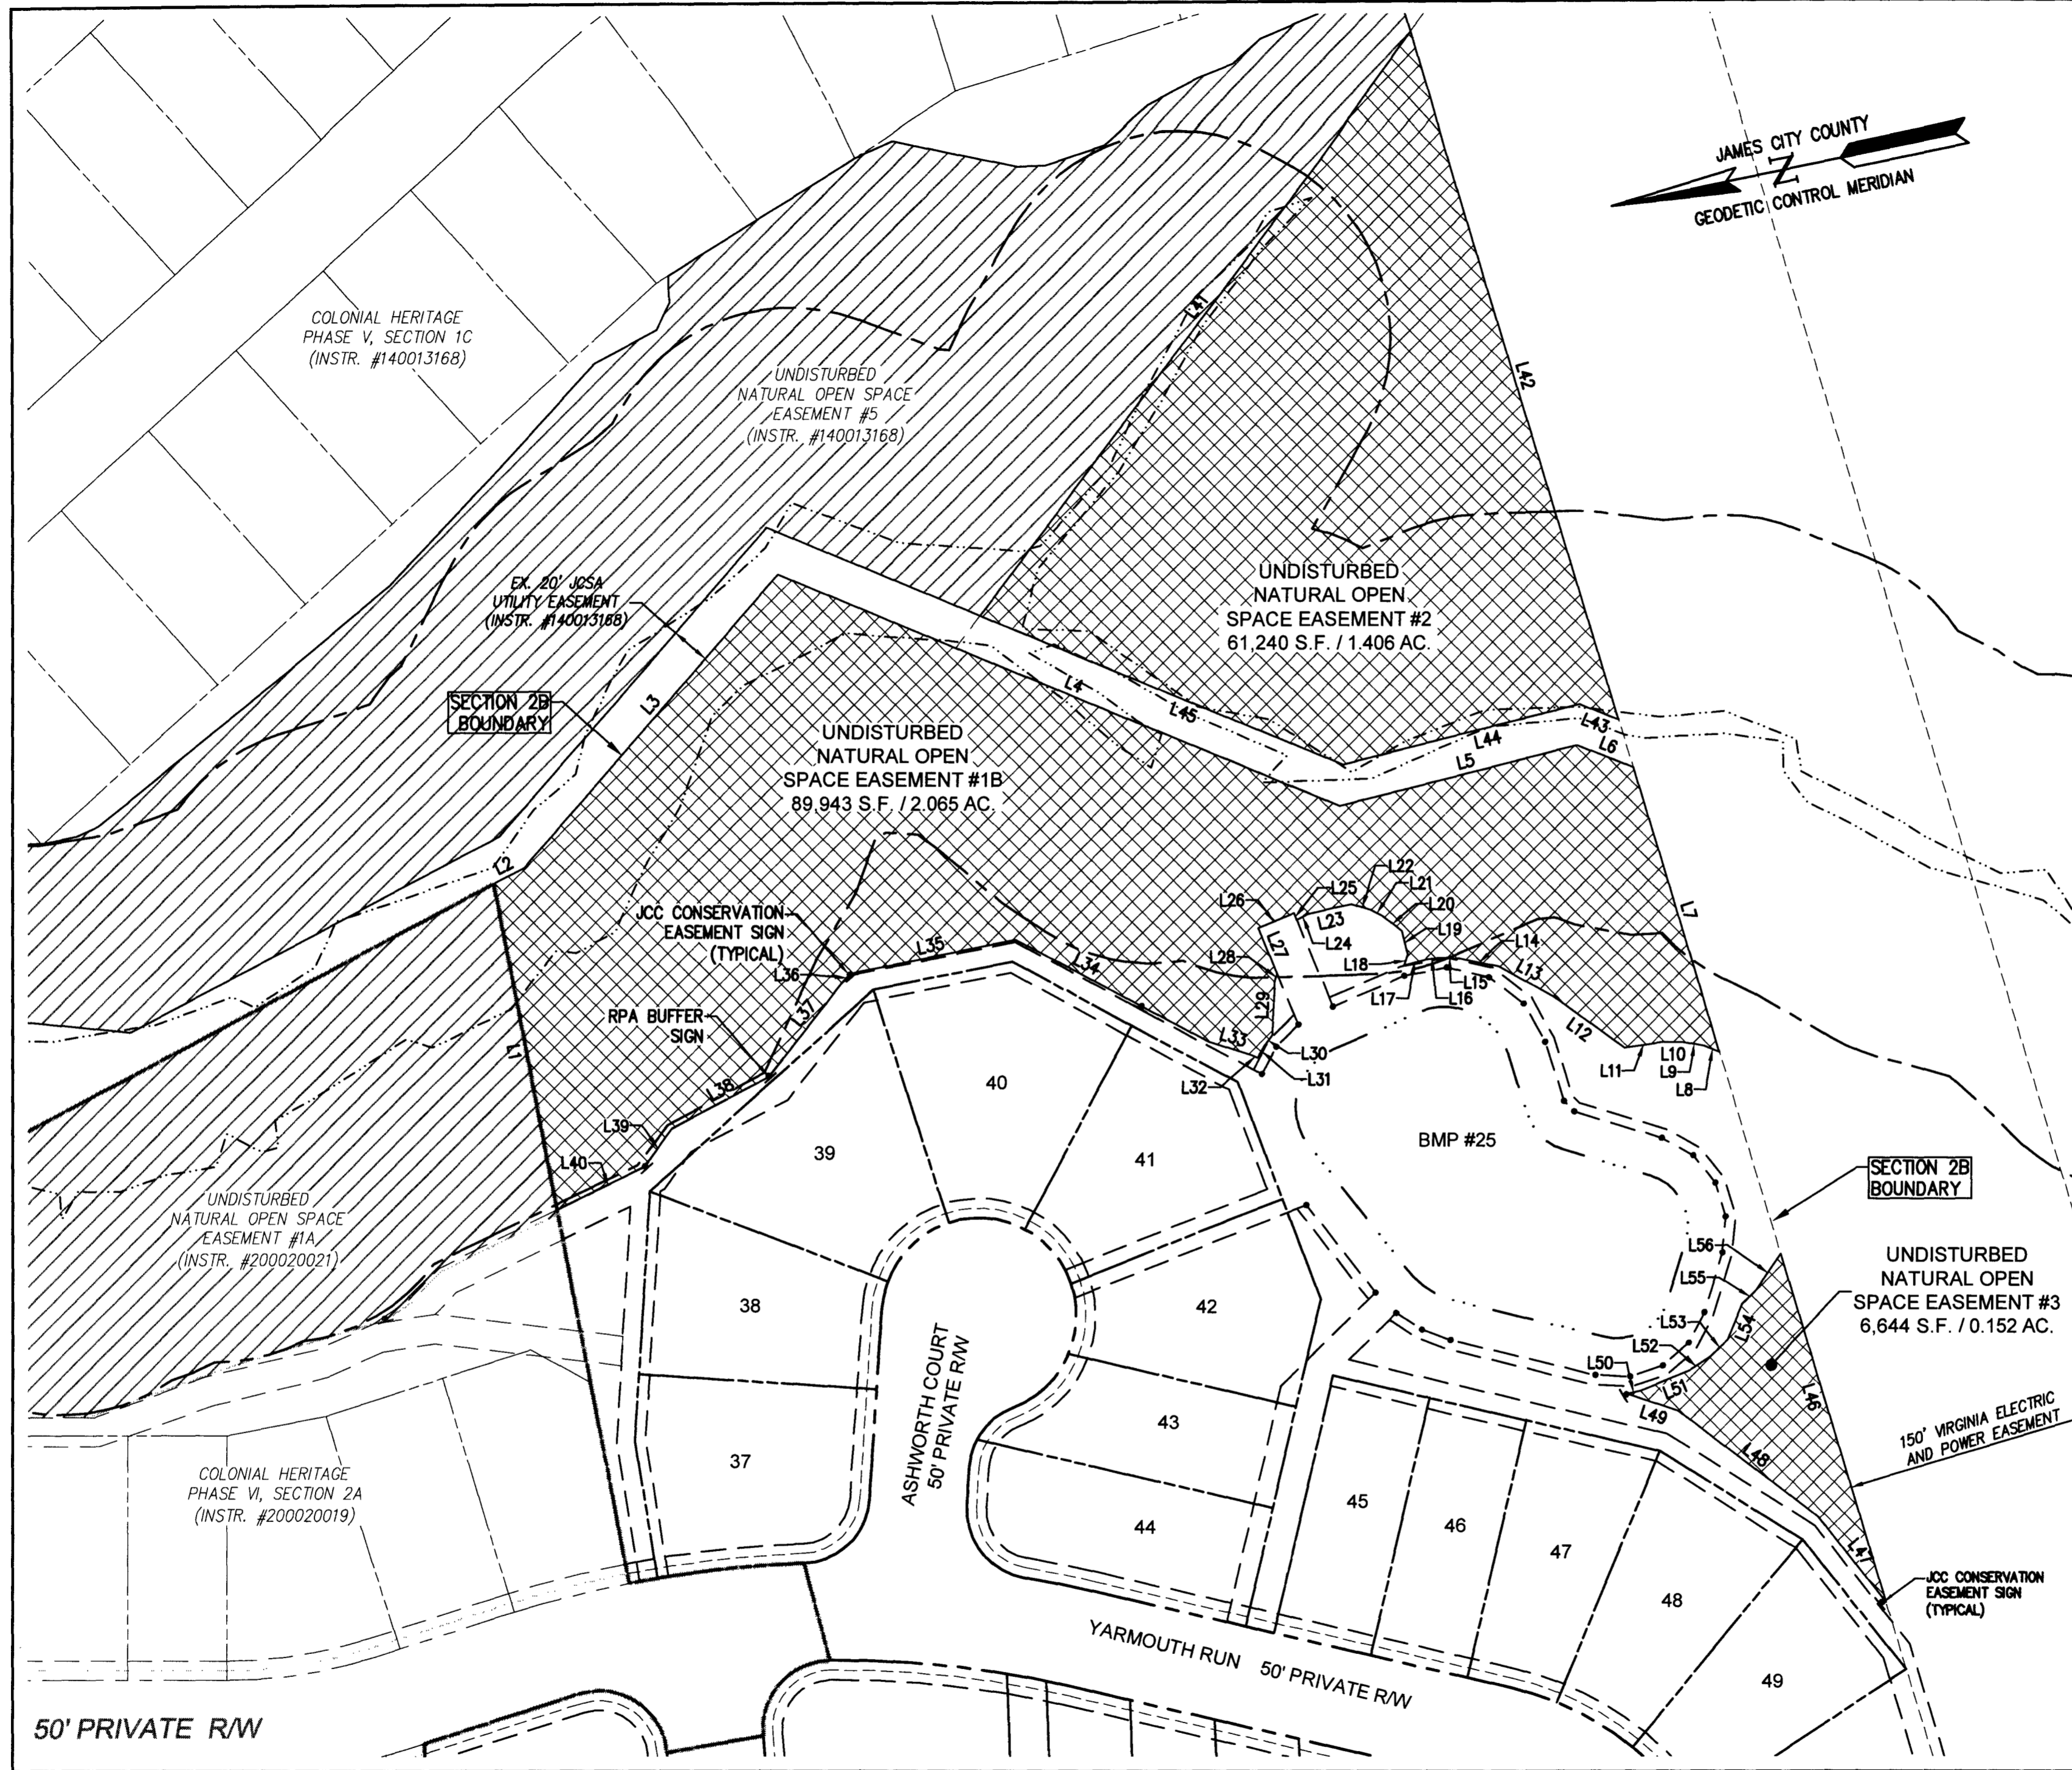 JAMES CITY COUNTY
N
GEODETIC CONTROL MERIDIAN
COLONIAL HERITAGE
PHASE V, SECTION 1C
(INSTR. #140013168)
UNDISTURBED
NATURAL OPEN SPACE
EASEMENT #5
(INSTR. #140013168)
L41
L42
EX. 20' JCSA
UTILITY EASEMENT
(INSTR. #140013168)
UNDISTURBED
NATURAL OPEN
SPACE EASEMENT #2
61,240 S.F. / 1.406 AC.
SECTION 2B
BOUNDARY
L3
L4
L45
L43
L44
L6
L5
UNDISTURBED
NATURAL OPEN
SPACE EASEMENT #1B
89,943 S.F. / 2.065 AC.
L2
L1
L7
JCC CONSERVATION
EASEMENT SIGN
(TYPICAL)
L36
L35
L34
RPA BUFFER
SIGN
L37
L38
L39
L40
L26
L25
L22
L21
L20
L19
L23
L24
L27
L28
L18
L14
L13
L15
L16
L17
L29
L33
L30
L31
L32
L12
L11
L10
L9
L8
40
39
41
BMP #25
SECTION 2B
BOUNDARY
UNDISTURBED
NATURAL OPEN SPACE
EASEMENT #1A
(INSTR. #200020021)
L56
L55
L53
L54
L52
L50
L51
L49
L46
L48
L47
UNDISTURBED
NATURAL OPEN
SPACE EASEMENT #3
6,644 S.F. / 0.152 AC.
38
42
ASHWORTH COURT
50' PRIVATE R/W
43
37
44
45
46
47
48
49
150' VIRGINIA ELECTRIC
AND POWER EASEMENT
COLONIAL HERITAGE
PHASE VI, SECTION 2A
(INSTR. #200020019)
JCC CONSERVATION
EASEMENT SIGN
(TYPICAL)
YARMOUTH RUN 50' PRIVATE R/W
50' PRIVATE R/W